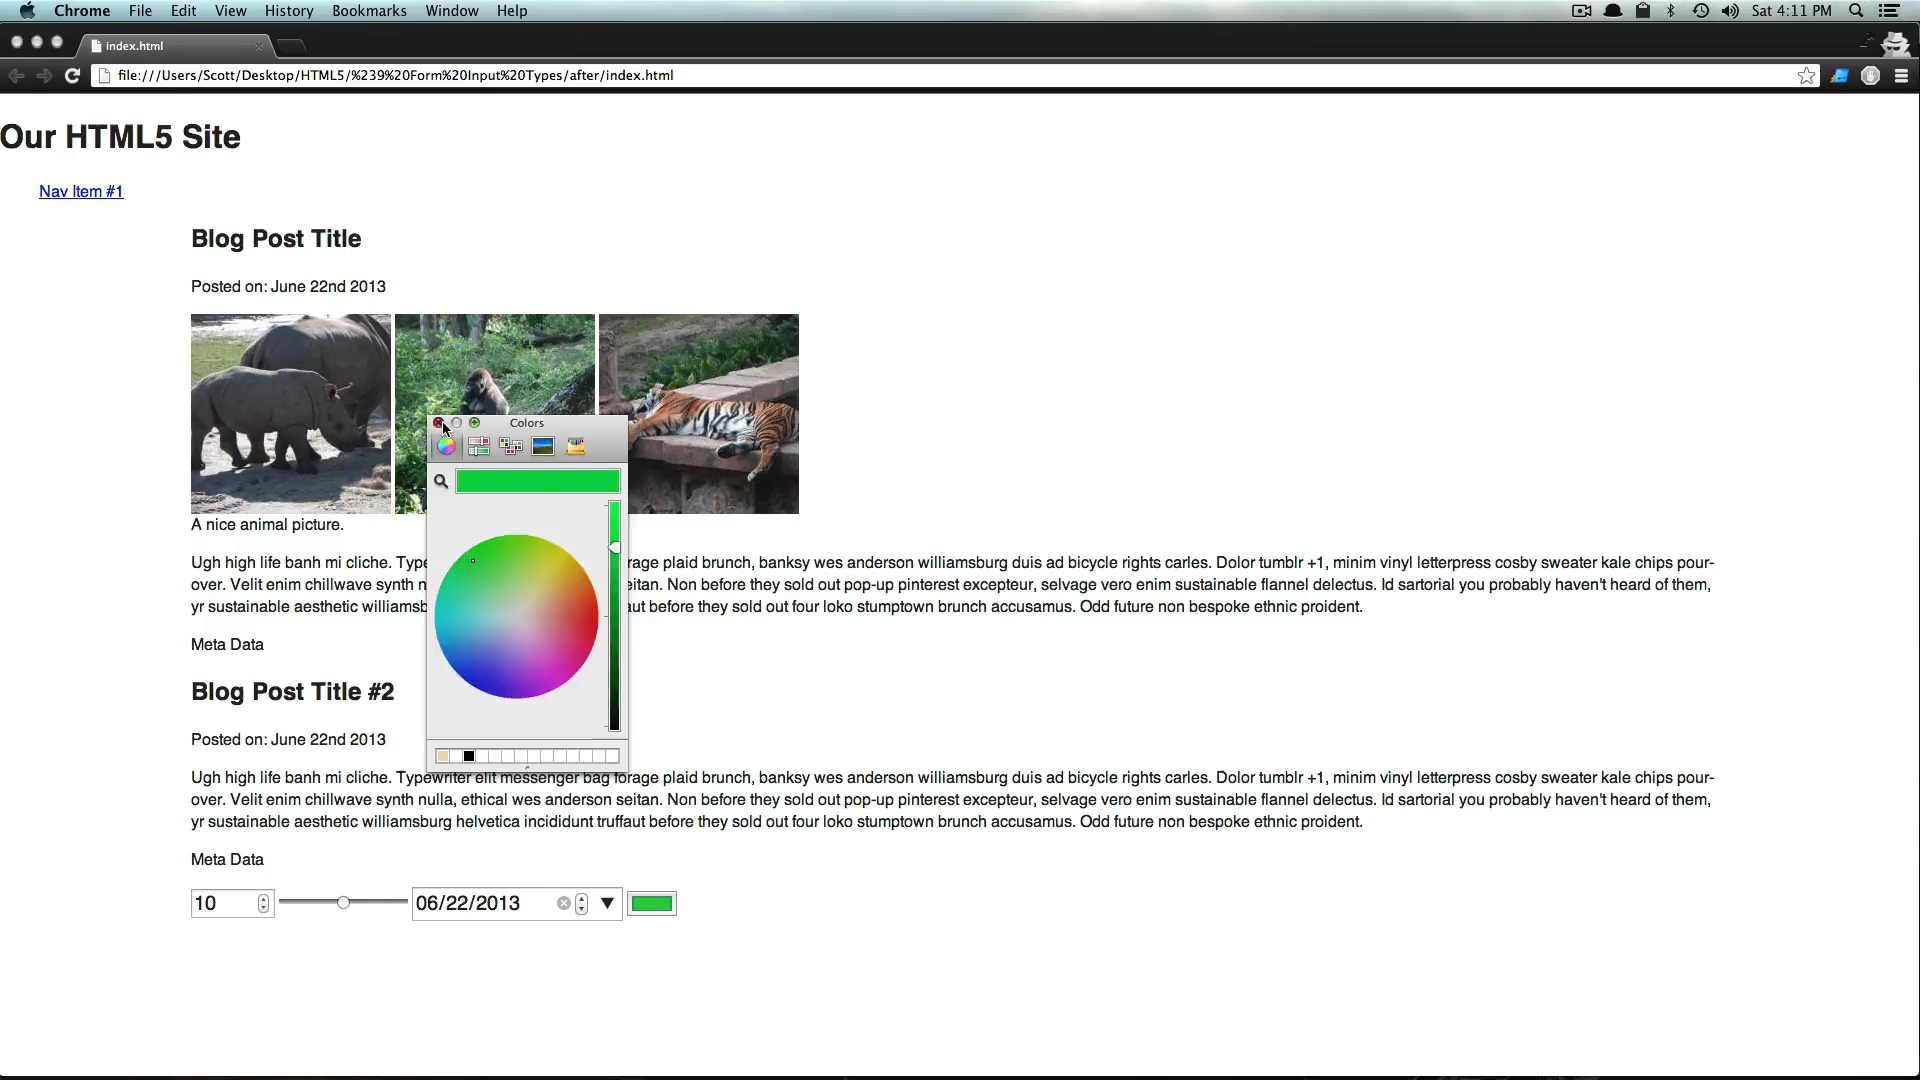 Chrome File Edit View History Bookmarks Window Help Sat 4:11 PM
index.html
file:///Users/Scott/Desktop/HTML5/%239%20Form%20Input%20Types/after/index.html
Our HTML5 Site
Nav Item #1
Blog Post Title
Posted on: June 22nd 2013
Colors
A nice animal picture.
Ugh high life banh mi cliche. Type rage plaid brunch, banksy wes anderson williamsburg duis ad bicycle rights carles. Dolor tumblr +1, minim vinyl letterpress cosby sweater kale chips pour-
over. Velit enim chillwave synth n seitan. Non before they sold out pop-up pinterest excepteur, selvage vero enim sustainable flannel delectus. Id sartorial you probably haven't heard of them,
yr sustainable aesthetic williamsb aut before they sold out four loko stumptown brunch accusamus. Odd future non bespoke ethnic proident.
Meta Data
Blog Post Title #2
Posted on: June 22nd 2013
Ugh high life banh mi cliche. Typewriter elit messenger bag forage plaid brunch, banksy wes anderson williamsburg duis ad bicycle rights carles. Dolor tumblr +1, minim vinyl letterpress cosby sweater kale chips pour-
over. Velit enim chillwave synth nulla, ethical wes anderson seitan. Non before they sold out pop-up pinterest excepteur, selvage vero enim sustainable flannel delectus. Id sartorial you probably haven't heard of them,
yr sustainable aesthetic williamsburg helvetica incididunt truffaut before they sold out four loko stumptown brunch accusamus. Odd future non bespoke ethnic proident.
Meta Data
10 06/22/2013